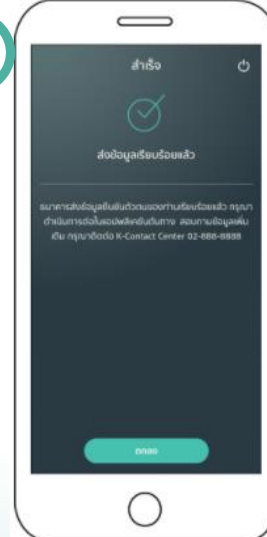 สำเร็จ
ส่งข้อมูลเรียบร้อยแล้ว
ธนาคารส่งข้อมูลยืนยันตัวตนของท่านเรียบร้อยแล้ว กรุณา
ดำเนินการต่อในแอปพลิเคชันต้นทาง สอบถามข้อมูลเพิ่ม
เติม กรุณาติดต่อ K-Contact Center 02-888-8888
ตกลง